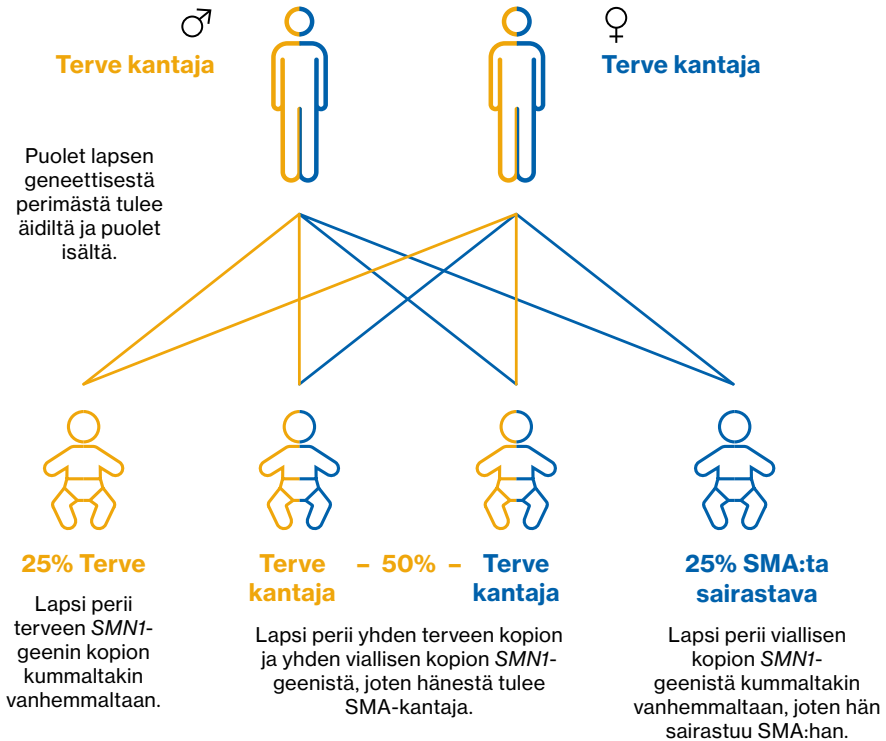 ♂
♀
Terve kantaja
Terve kantaja
Puolet lapsen
geneettisestä
perimästä tulee
äidiltä ja puolet
isältä.
25% Terve
Lapsi perii
terveen SMN1-
geenin kopion
kummaltakin
vanhemmaltaan.
Terve – 50% – Terve
kantaja kantaja
Lapsi perii yhden terveen kopion
ja yhden viallisen kopion SMN1-
geenistä, joten hänestä tulee
SMA-kantaja.
25% SMA:ta
sairastava
Lapsi perii viallisen
kopion SMN1-
geenistä kummaltakin
vanhemmaltaan, joten hän
sairastuu SMA:han.